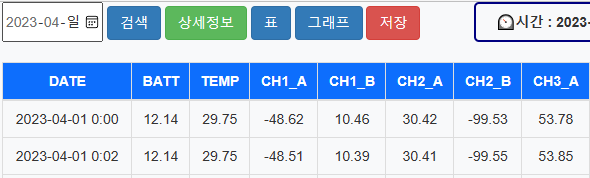 2023-04-일 검색 상세정보 표 그래프 저장 시간 : 2023-
DATE BATT TEMP CH1_A CH1_B CH2_A CH2_B CH3_A
2023-04-01 0:00 12.14 29.75 -48.62 10.46 30.42 -99.53 53.78
2023-04-01 0:02 12.14 29.75 -48.51 10.39 30.41 -99.55 53.85